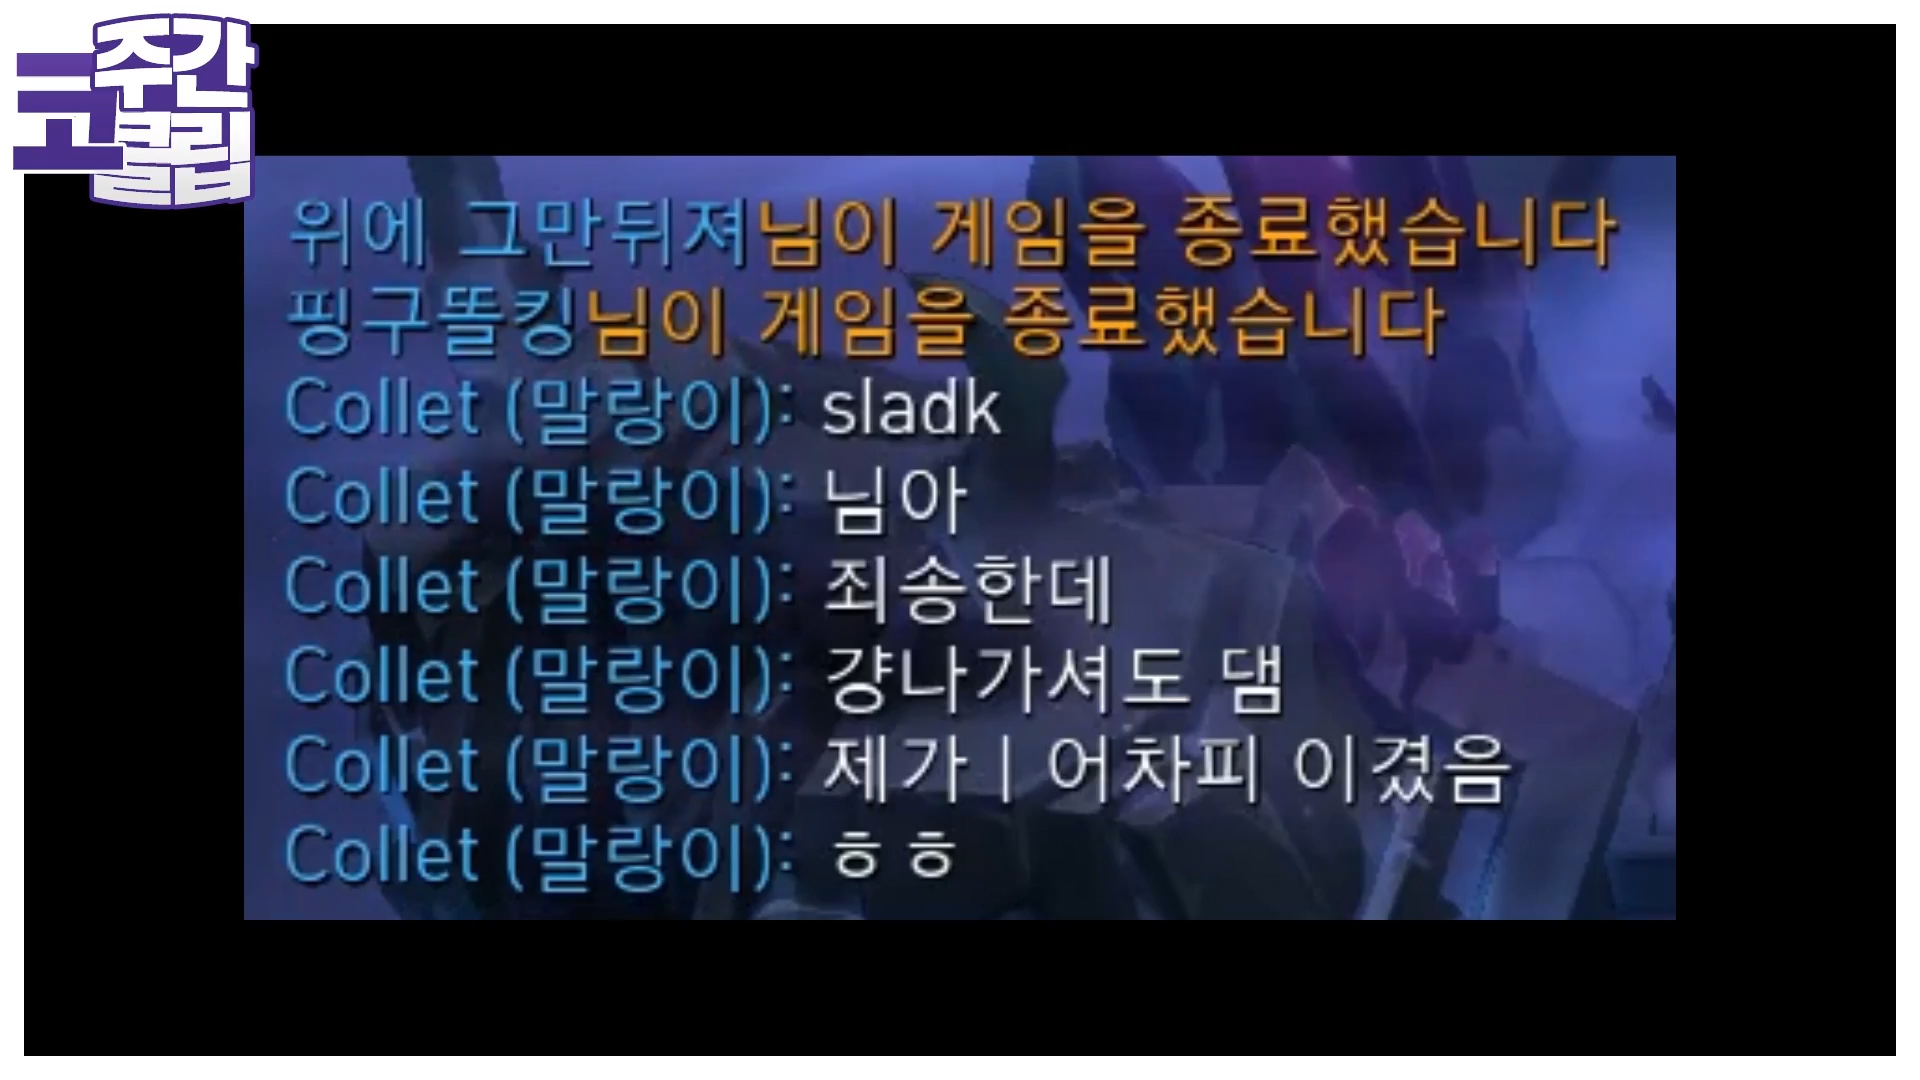 주간
코
클립
위에 그만뒤져님이 게임을 종료했습니다
핑구똘킹님이 게임을 종료했습니다
Collet (말랑이): sladk
Collet (말랑이): 님아
Collet (말랑이): 죄송한데
Collet (말랑이): 걍나가셔도 댐
Collet (말랑이): 제가ㅣ 어차피 이겼음
Collet (말랑이): ㅎㅎ